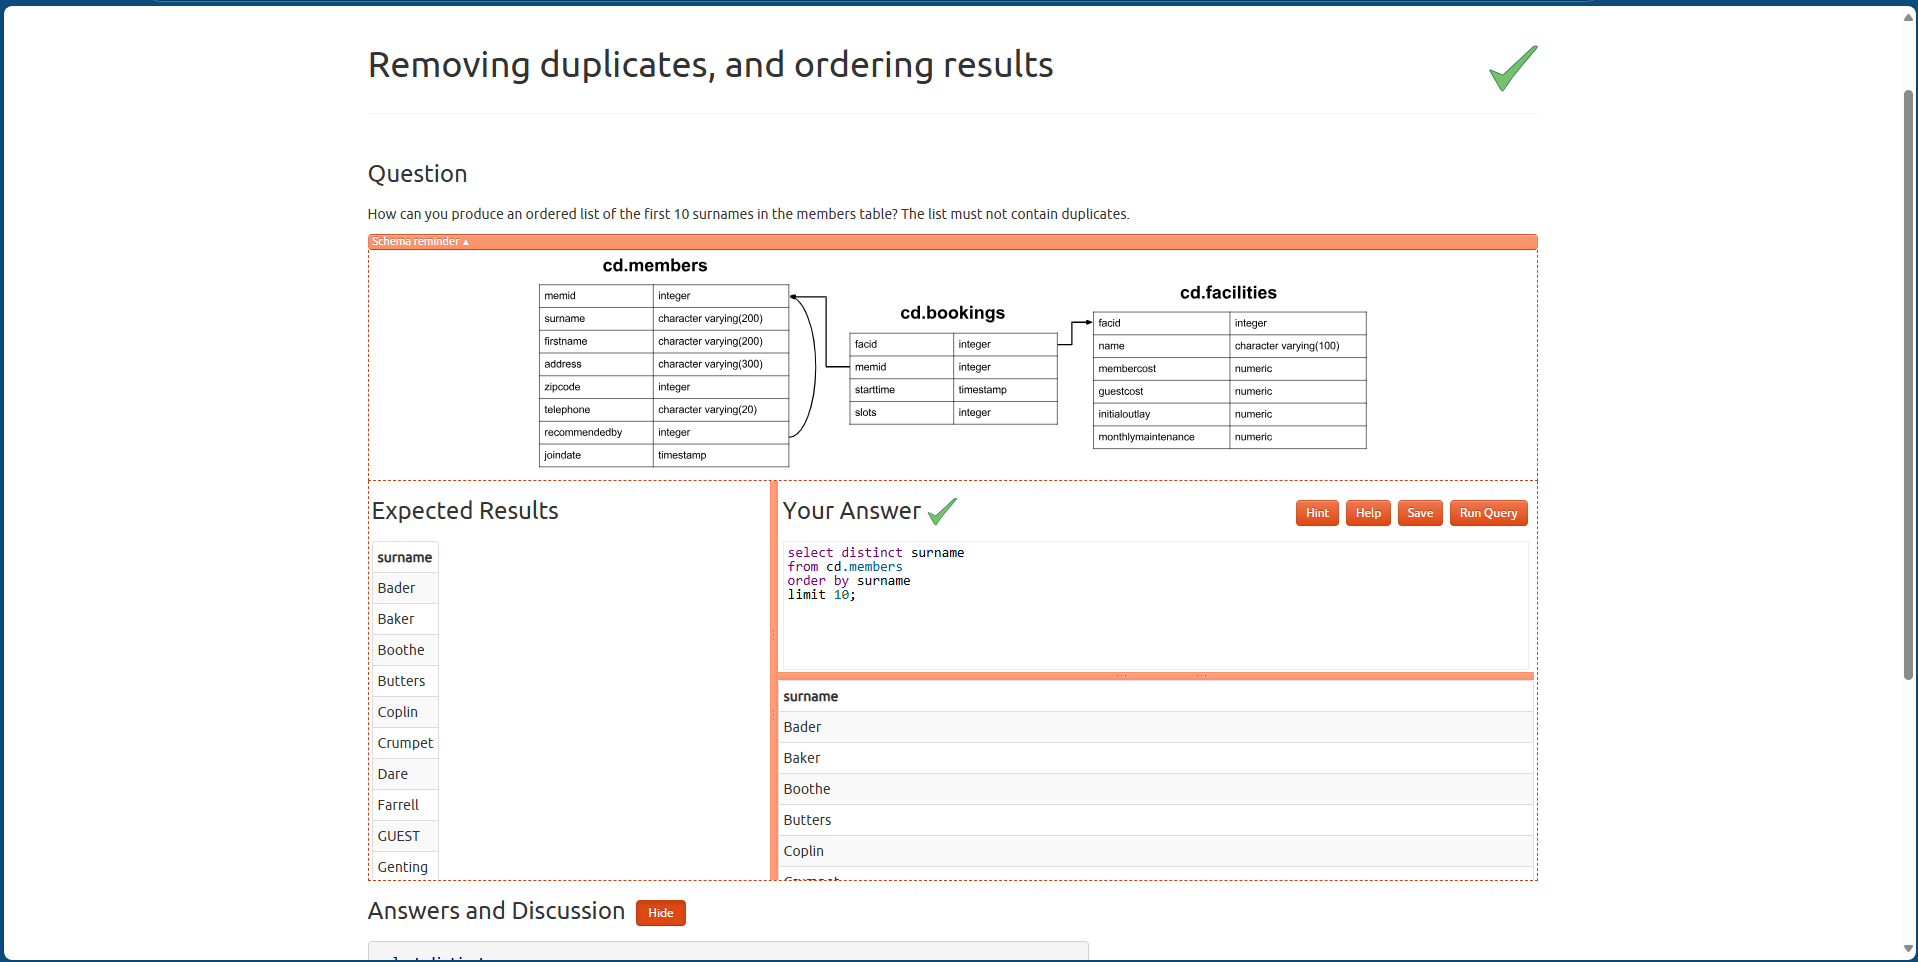 Removing duplicates, and ordering results
Question
How can you produce an ordered list of the first 10 surnames in the members table? The list must not contain duplicates.
Schema reminder ▲
cd.members
memid integer
surname character varying(200)
firstname character varying(200)
address character varying(300)
zipcode integer
telephone character varying(20)
recommendedby integer
joindate timestamp
cd.bookings
facid integer
memid integer
starttime timestamp
slots integer
cd.facilities
facid integer
name character varying(100)
membercost numeric
guestcost numeric
initialoutlay numeric
monthlymaintenance numeric
Expected Results
surname
Bader
Baker
Boothe
Butters
Coplin
Crumpet
Dare
Farrell
GUEST
Genting
Your Answer
Hint Help Save Run Query
select distinct surname
from cd.members
order by surname
limit 10;
surname
Bader
Baker
Boothe
Butters
Coplin
Answers and Discussion Hide